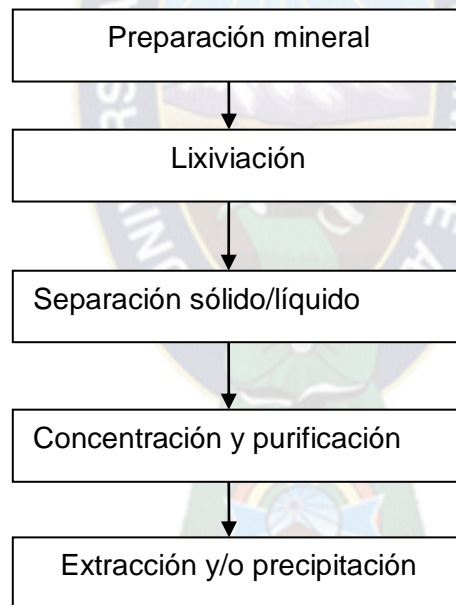 Preparación mineral
Lixiviación
Separación sólido/líquido
Concentración y purificación
Extracción y/o precipitación